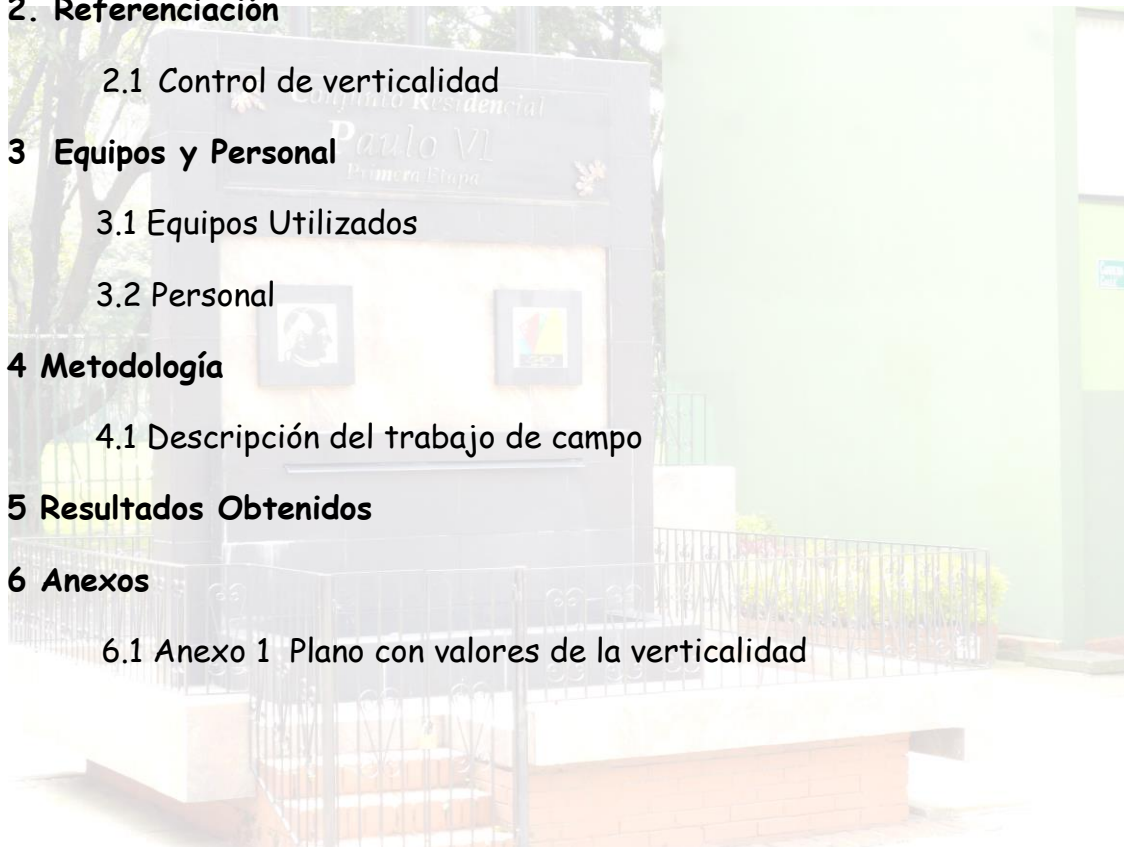 2. Referenciación
2.1 Control de verticalidad
Conjunto Residencial
Paulo VI
Primera Etapa
3 Equipos y Personal
3.1 Equipos Utilizados
3.2 Personal
4 Metodología
4.1 Descripción del trabajo de campo
5 Resultados Obtenidos
6 Anexos
6.1 Anexo 1 Plano con valores de la verticalidad